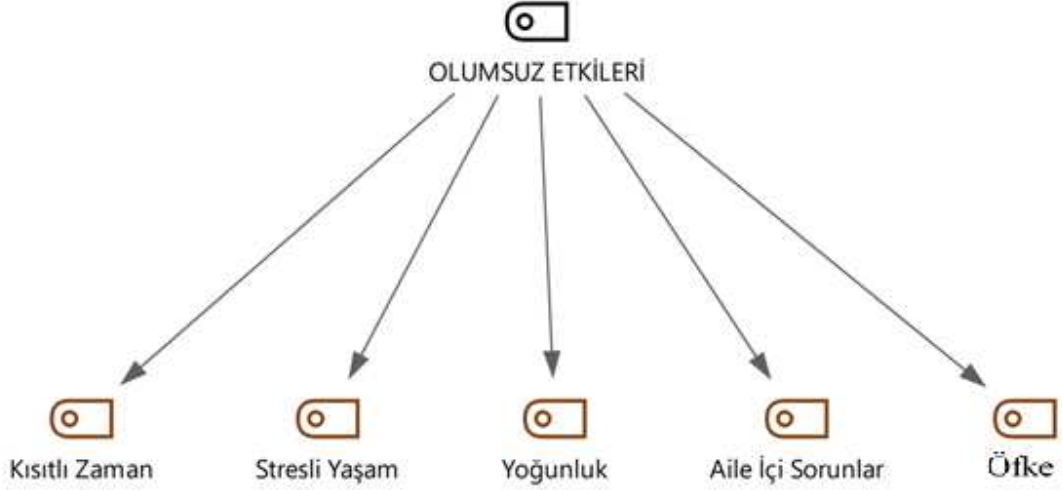 OLUMSUZ ETKİLERİ
Kısıtlı Zaman
Stresli Yaşam
Yoğunluk
Aile İçi Sorunlar
Öfke